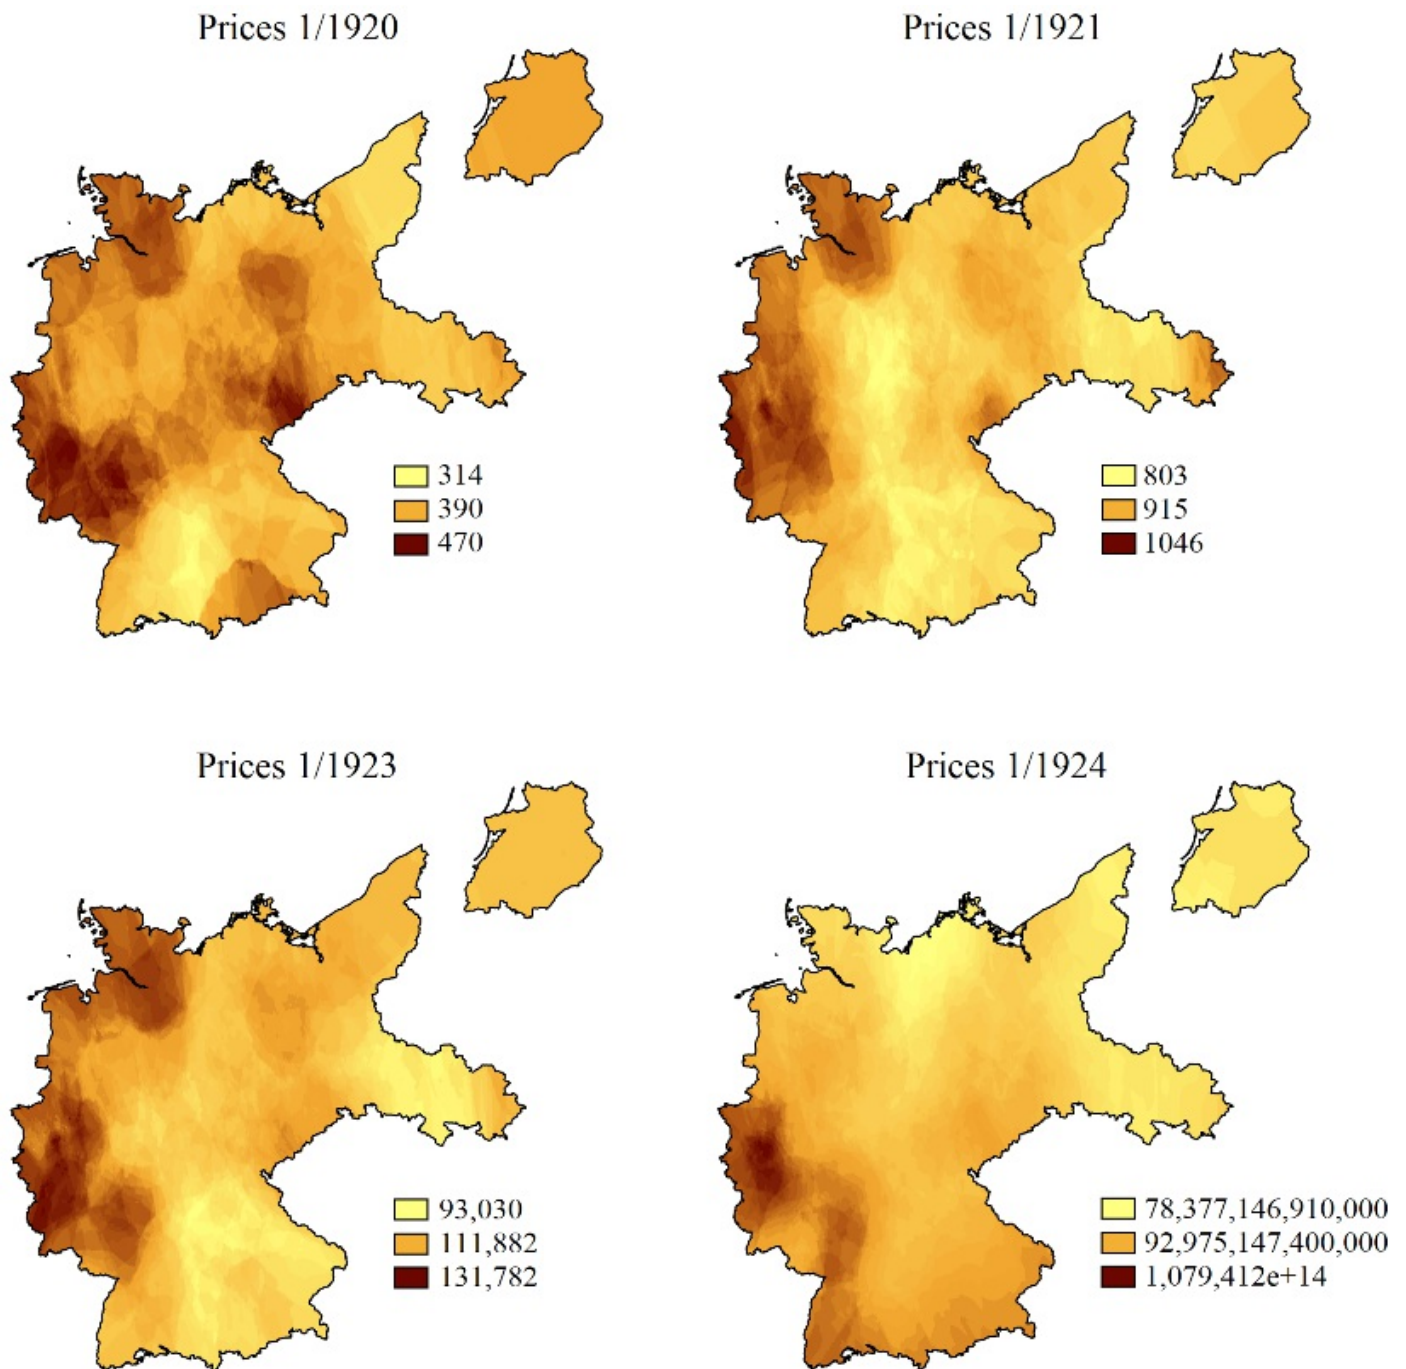 Prices 1/1920
Prices 1/1921
314
390
470
803
915
1046
Prices 1/1923
Prices 1/1924
93,030
111,882
131,782
78,377,146,910,000
92,975,147,400,000
1,079,412e+14